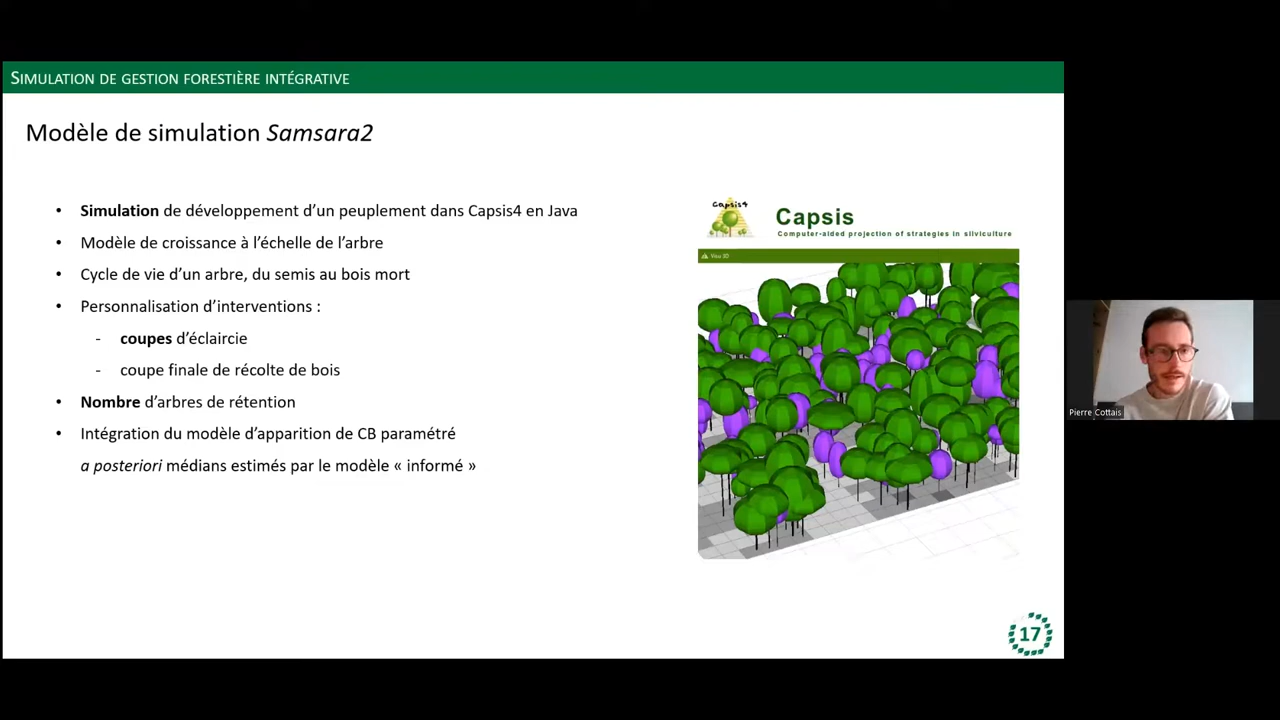 SIMULATION DE GESTION FORESTIÈRE INTÉGRATIVE
Modèle de simulation Samsara2
• Simulation de développement d’un peuplement dans Capsis4 en Java
• Modèle de croissance à l’échelle de l’arbre
• Cycle de vie d’un arbre, du semis au bois mort
• Personnalisation d’interventions :
- coupes d’éclaircie
- coupe finale de récolte de bois
• Nombre d’arbres de rétention
• Intégration du modèle d’apparition de CB paramétré
a posteriori médians estimés par le modèle « informé »
Capsis4
Capsis
Computer-aided projection of strategies in silviculture
Visu 3D
Pierre Cottais
17